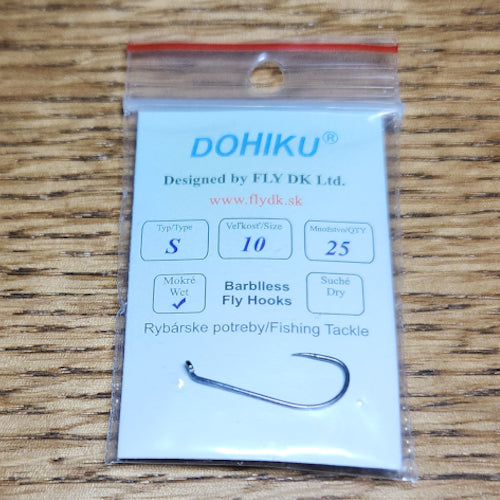 DOHIKU®
Designed by FLY DK Ltd.
www.flydk.sk
Typ/Type
S
Veľkosť/Size
10
Množstvo/QTY
25
Mokré
Wet
Barblless
Fly Hooks
Suché
Dry
Rybárske potreby/Fishing Tackle